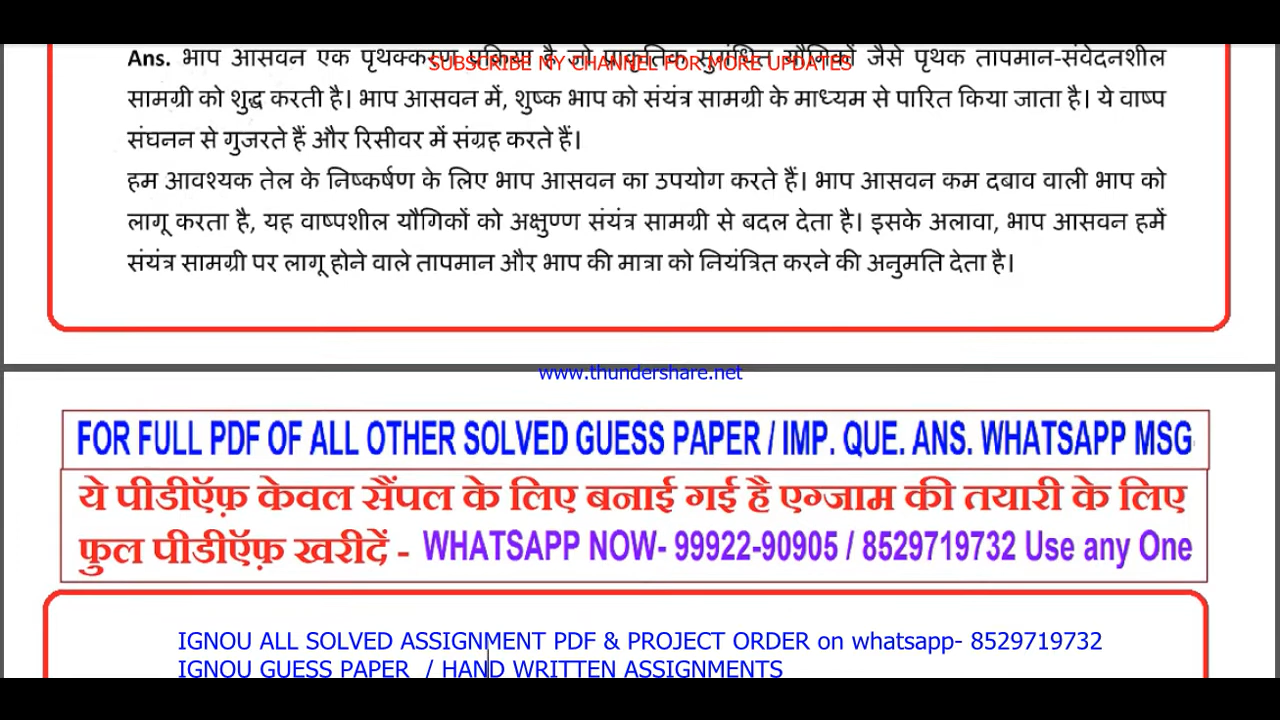 Ans. भाप आसवन एक पृथक्करण प्रक्रिया है जो प्राकृतिक सुगंधित यौगिकों जैसे पृथक तापमान-संवेदनशील
SUBSCRIBE MY CHANNEL FOR MORE UPDATES
सामग्री को शुद्ध करती है। भाप आसवन में, शुष्क भाप को संयंत्र सामग्री के माध्यम से पारित किया जाता है। ये वाष्प
संघनन से गुजरते हैं और रिसीवर में संग्रह करते हैं।
हम आवश्यक तेल के निष्कर्षण के लिए भाप आसवन का उपयोग करते हैं। भाप आसवन कम दबाव वाली भाप को
लागू करता है, यह वाष्पशील यौगिकों को अक्षुण्ण संयंत्र सामग्री से बदल देता है। इसके अलावा, भाप आसवन हमें
संयंत्र सामग्री पर लागू होने वाले तापमान और भाप की मात्रा को नियंत्रित करने की अनुमति देता है।
www.thundershare.net
FOR FULL PDF OF ALL OTHER SOLVED GUESS PAPER / IMP. QUE. ANS. WHATSAPP MSG
ये पीडीऍफ़ केवल सैंपल के लिए बनाई गई है एग्जाम की तयारी के लिए
फुल पीडीऍफ़ खरीदें - WHATSAPP NOW- 99922-90905 / 8529719732 Use any One
IGNOU ALL SOLVED ASSIGNMENT PDF & PROJECT ORDER on whatsapp- 8529719732
IGNOU GUESS PAPER / HAND WRITTEN ASSIGNMENTS